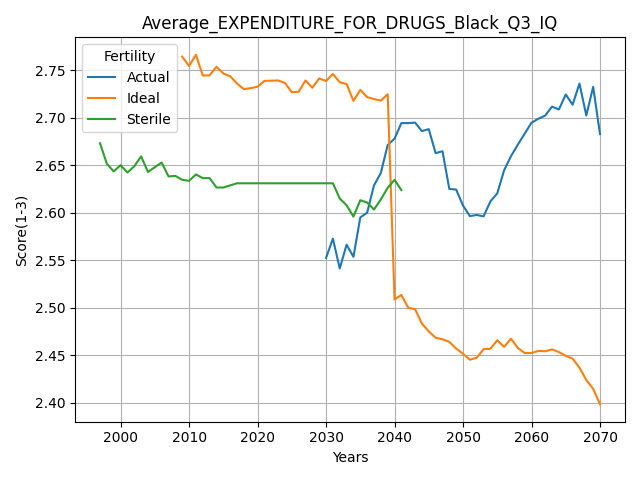 Average_EXPENDITURE_FOR_DRUGS_Black_Q3_IQ
Fertility
Actual
Ideal
Sterile
Score(1-3)
2.75
2.70
2.65
2.60
2.55
2.50
2.45
2.40
2000 2010 2020 2030 2040 2050 2060 2070
Years